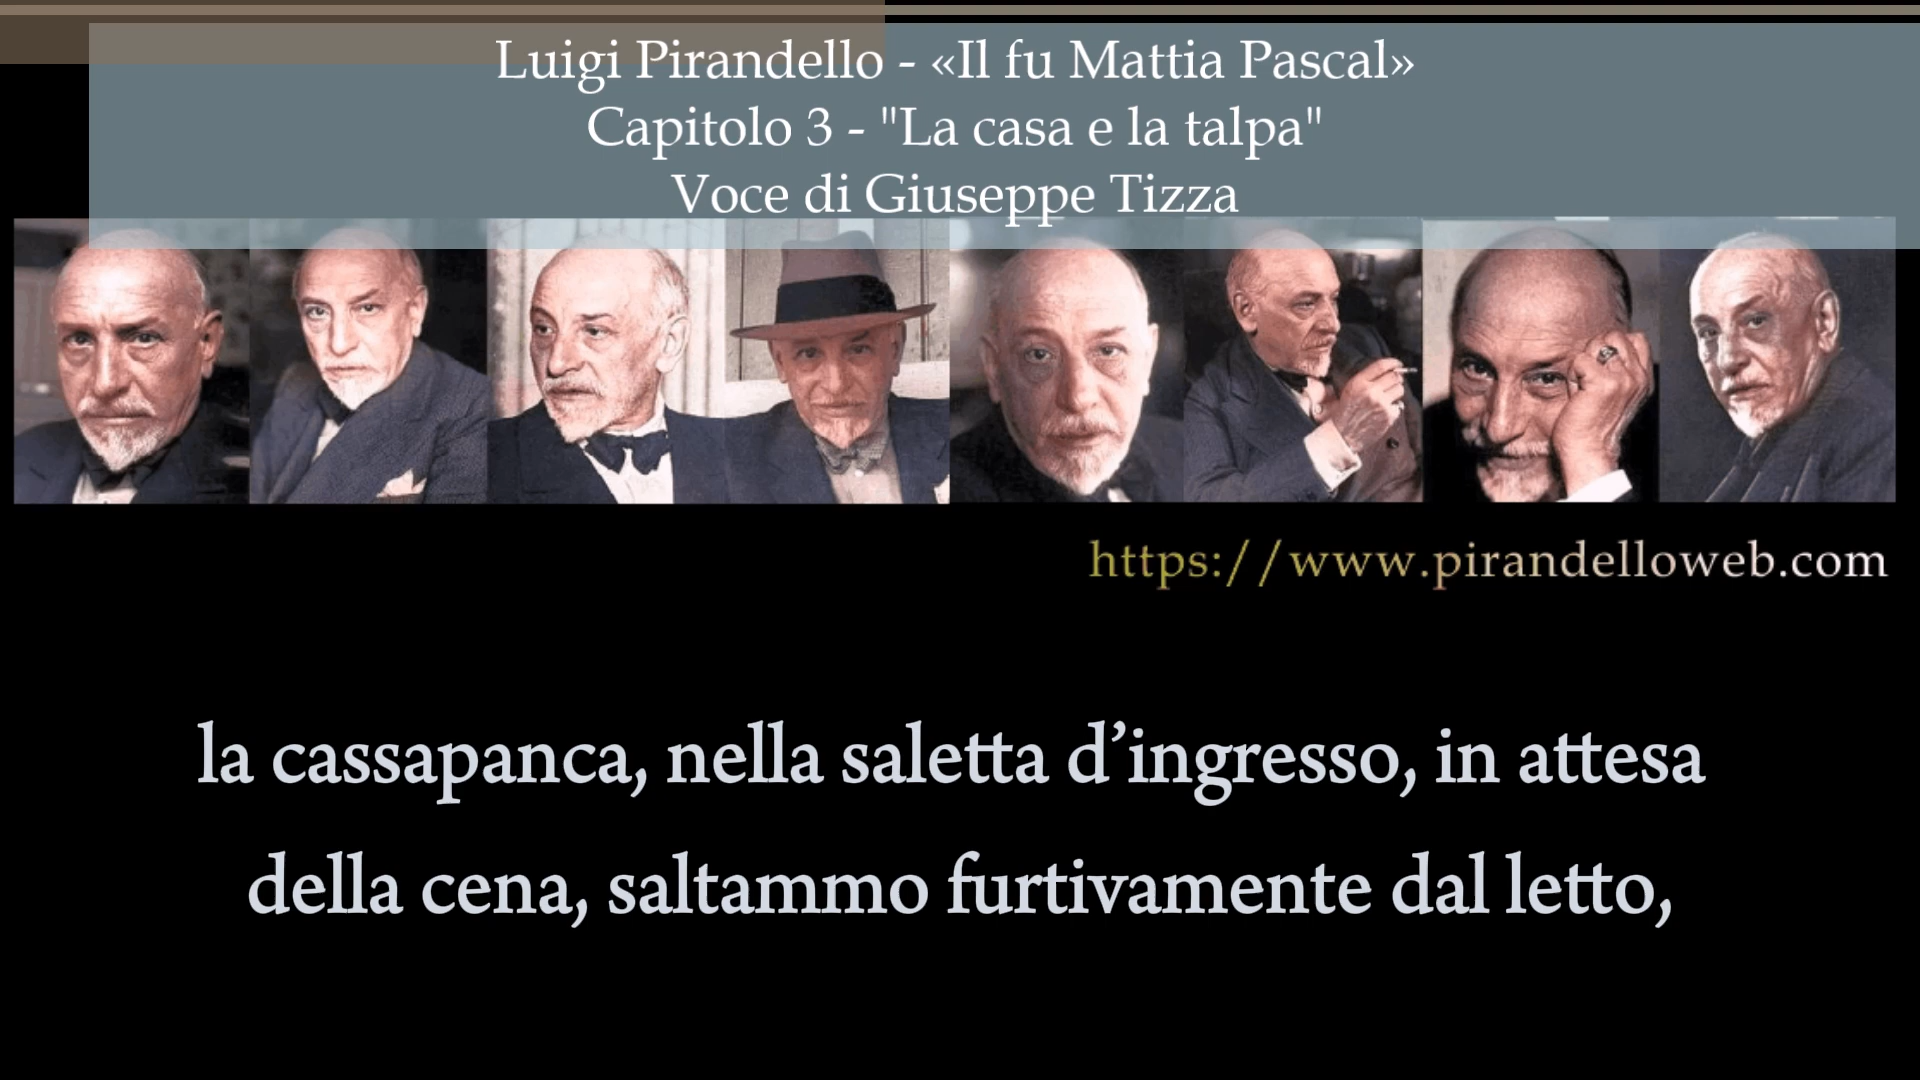 Luigi Pirandello - «Il fu Mattia Pascal»
Capitolo 3 - "La casa e la talpa"
Voce di Giuseppe Tizza
https://www.pirandelloweb.com
la cassapanca, nella saletta d’ingresso, in attesa
della cena, saltammo furtivamente dal letto,